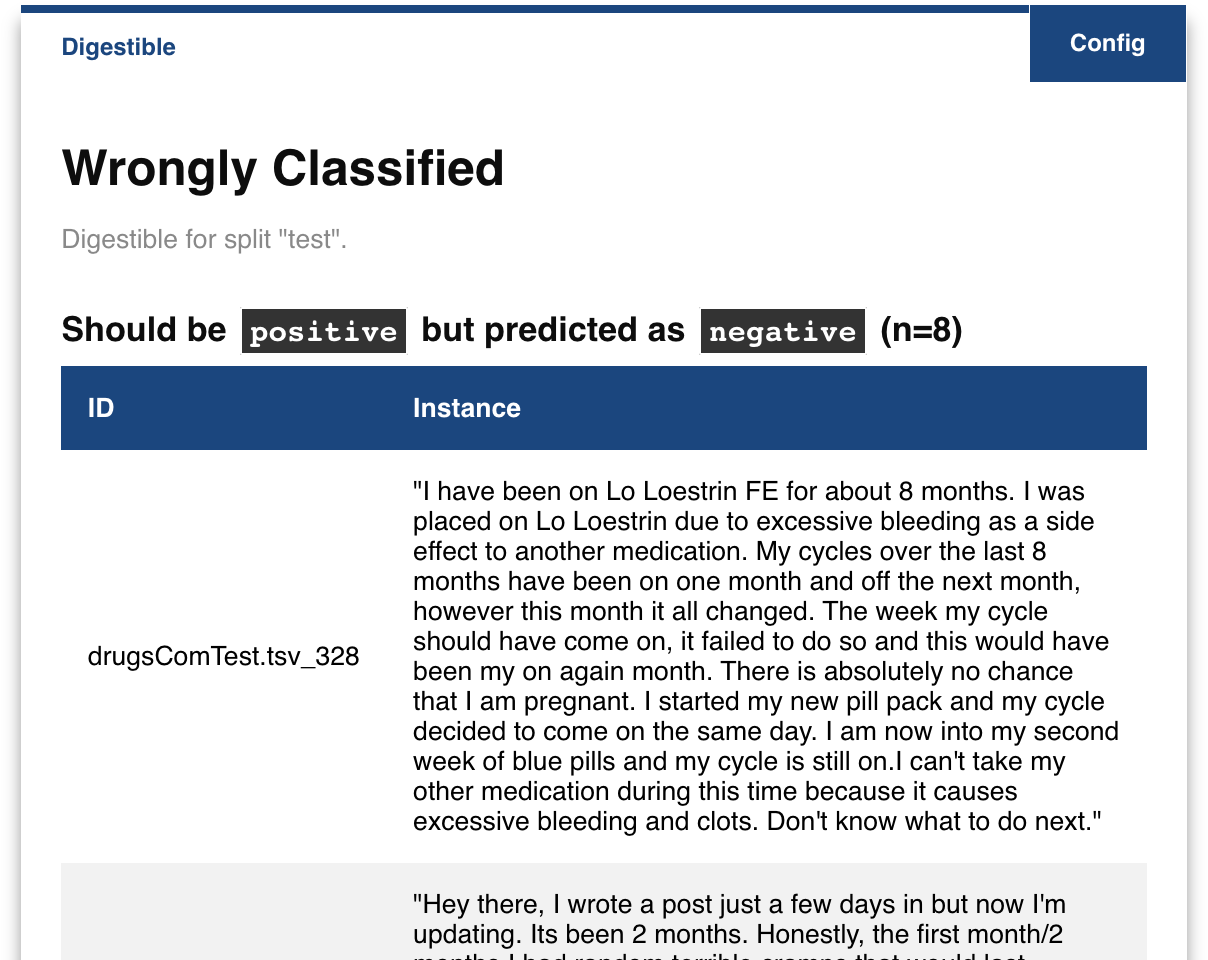 Digestible
Config
Wrongly Classified
Digestible for split "test".
Should be positive but predicted as negative (n=8)
ID Instance
"I have been on Lo Loestrin FE for about 8 months. I was
placed on Lo Loestrin due to excessive bleeding as a side
effect to another medication. My cycles over the last 8
months have been on one month and off the next month,
however this month it all changed. The week my cycle
should have come on, it failed to do so and this would have
drugsComTest.tsv_328
been my on again month. There is absolutely no chance
that I am pregnant. I started my new pill pack and my cycle
decided to come on the same day. I am now into my second
week of blue pills and my cycle is still on.I can't take my
other medication during this time because it causes
excessive bleeding and clots. Don't know what to do next."
"Hey there, I wrote a post just a few days in but now I'm
updating. Its been 2 months. Honestly, the first month/2